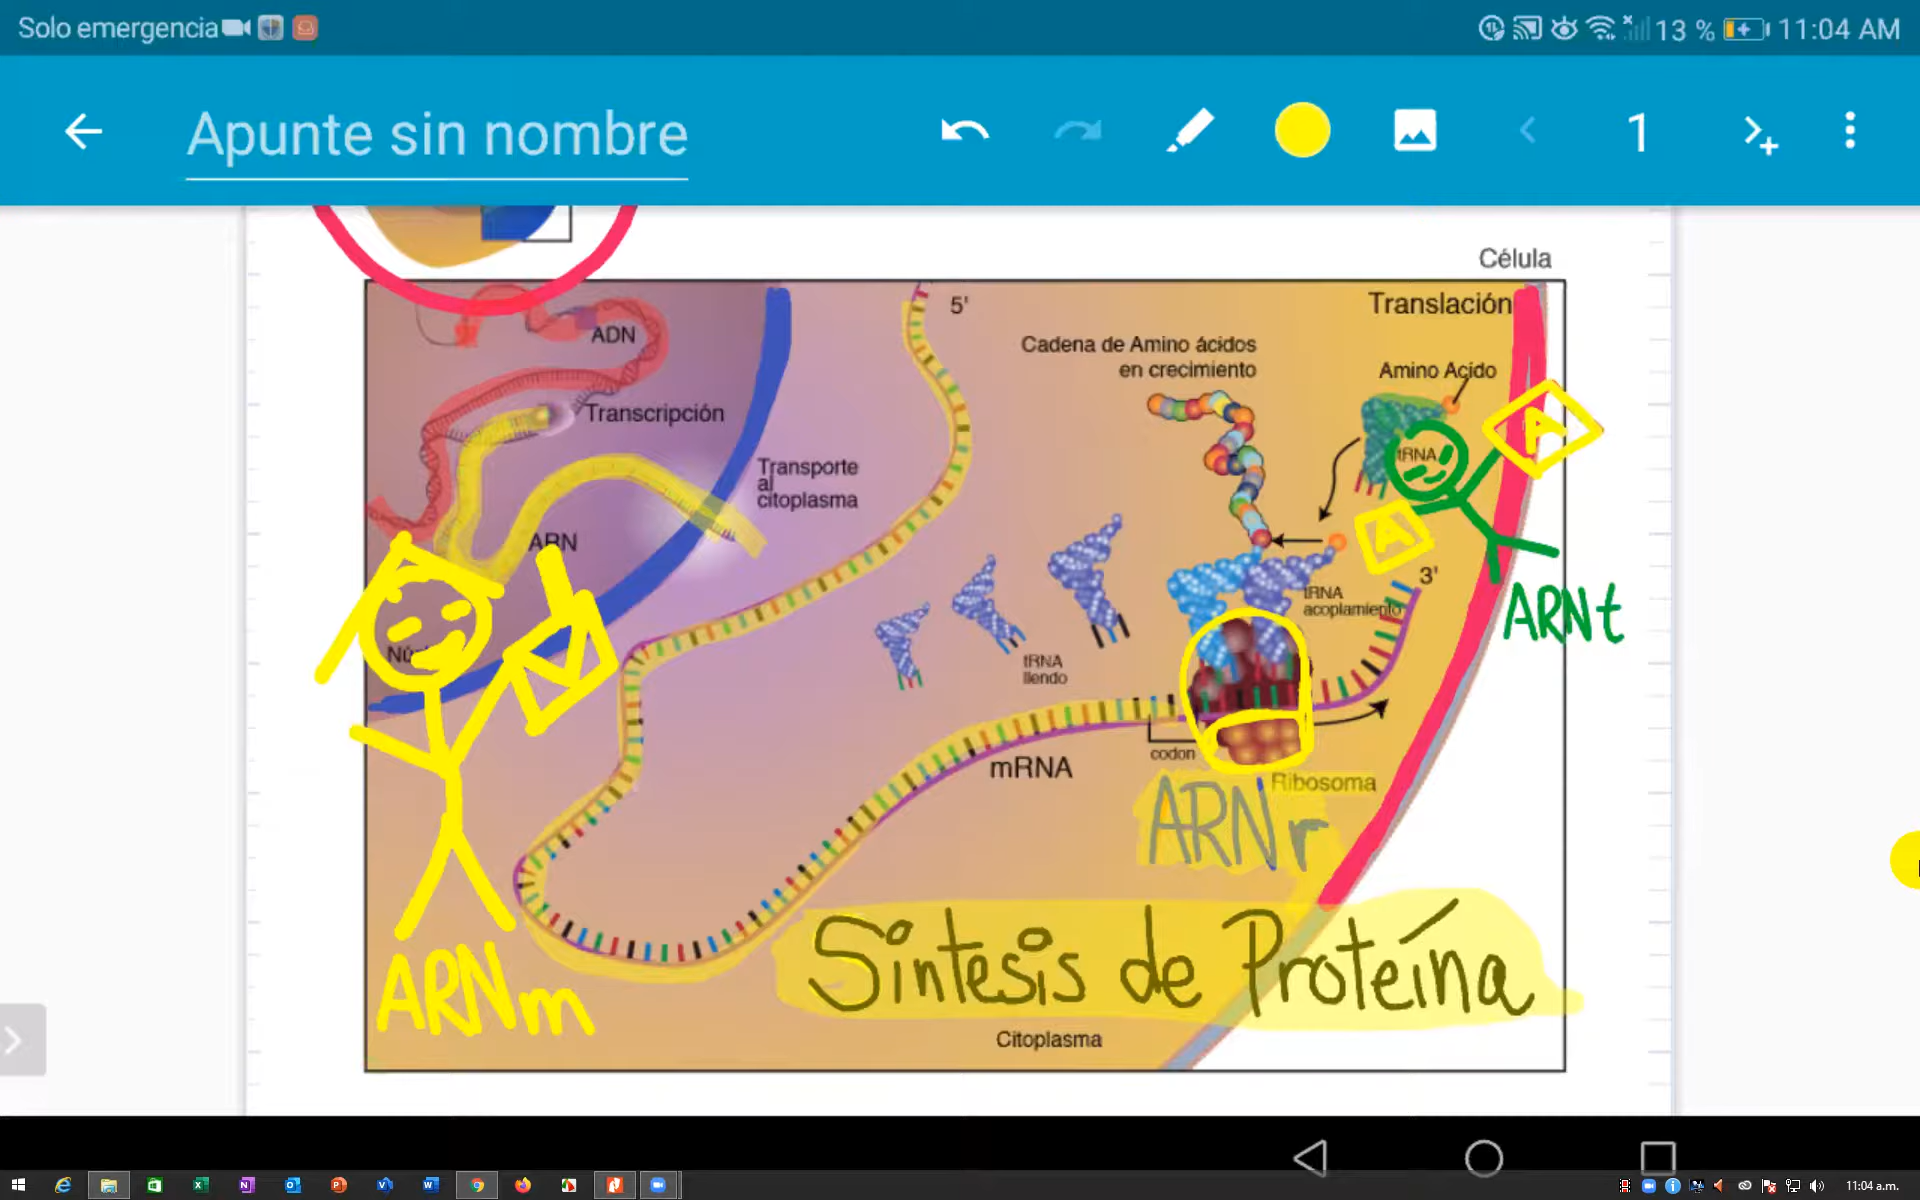 Solo emergencia
13 %
11:04 AM
Apunte sin nombre
1
Célula
5'
Translación
ADN
Cadena de Amino ácidos
en crecimiento
Amino Acido
A
Transcripción
tRNA
Transporte
al
citoplasma
ARN
A
3'
tRNA
acoplamiento
ARNt
tRNA
llendo
codon
mRNA
Ribosoma
ARNr
Síntesis de Proteína
ARNm
Citoplasma
11:04 a.m.